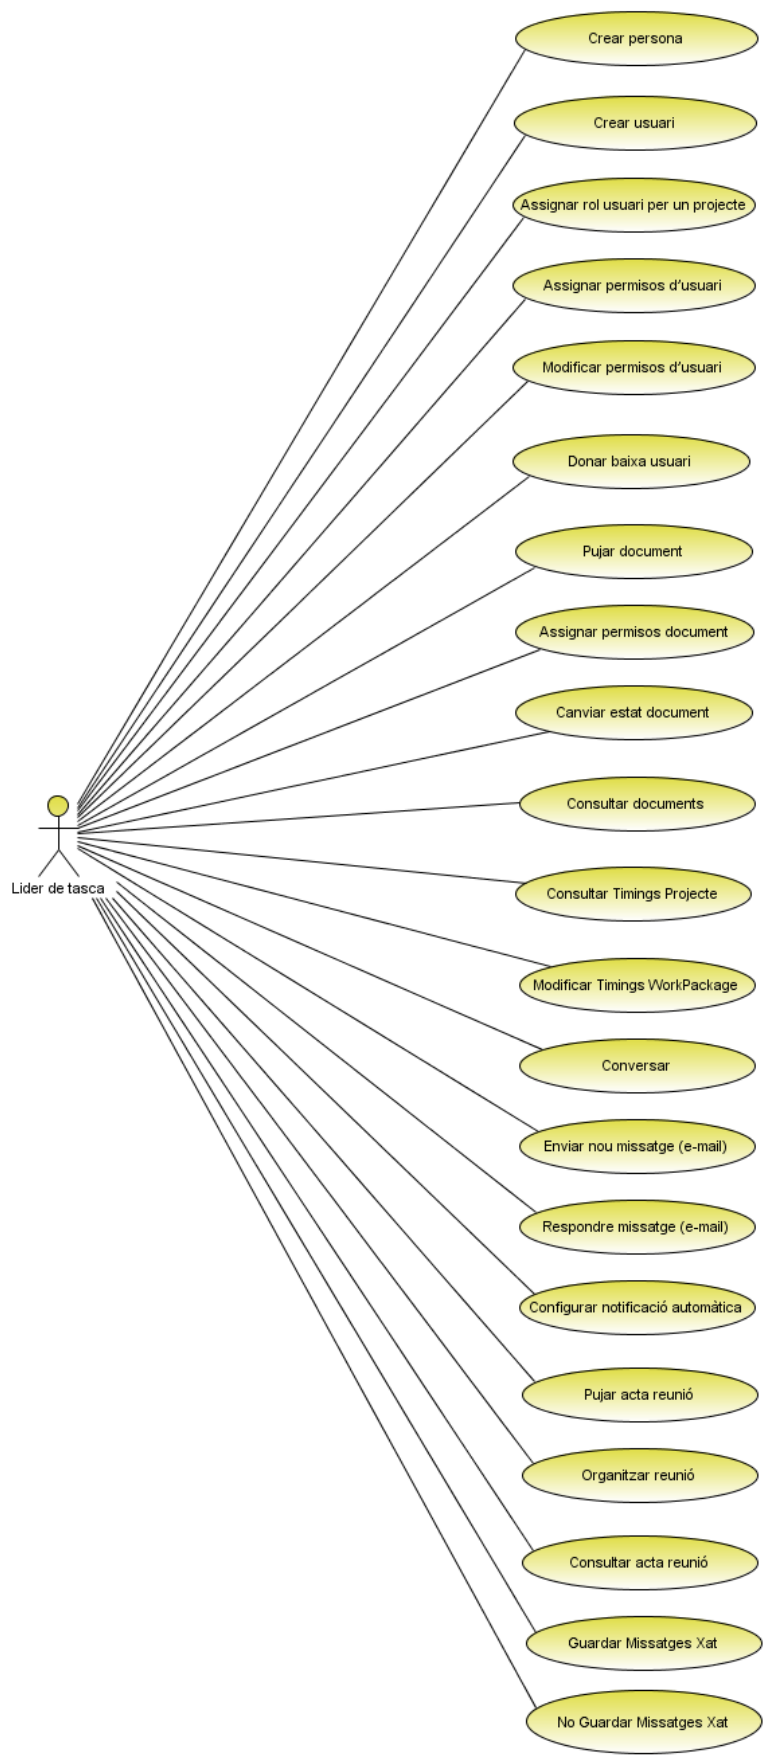 Crear persona
Crear usuari
Assignar rol usuari per un projecte
Assignar permisos d'usuari
Modificar permisos d'usuari
Donar baixa usuari
Pujar document
Assignar permisos document
Canviar estat document
Consultar documents
Lider de tasca
Consultar Timings Projecte
Modificar Timings WorkPackage
Conversar
Enviar nou missatge (e-mail)
Respondre missatge (e-mail)
Configurar notificació automàtica
Pujar acta reunió
Organitzar reunió
Consultar acta reunió
Guardar Missatges Xat
No Guardar Missatges Xat